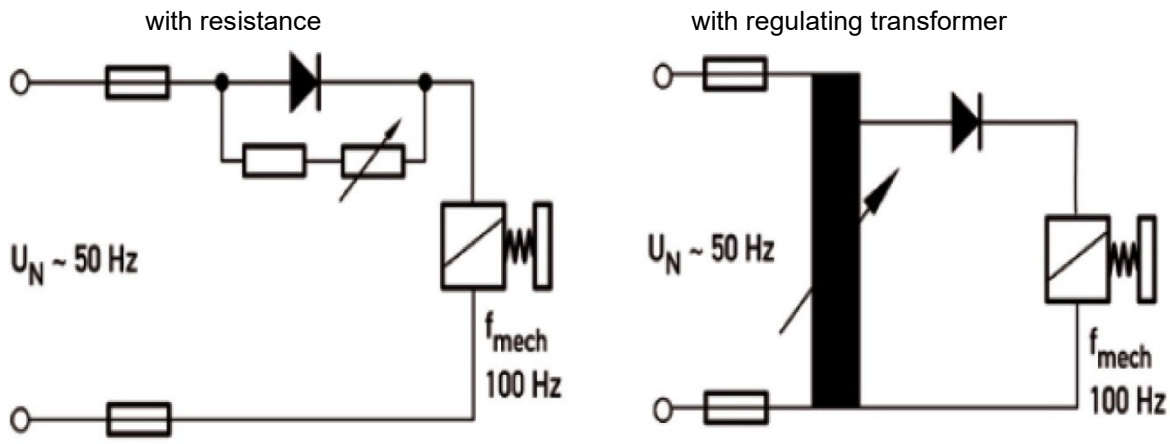 with resistance
with regulating transformer
U_N ~ 50 Hz
f_mech
100 Hz
U_N ~ 50 Hz
f_mech
100 Hz